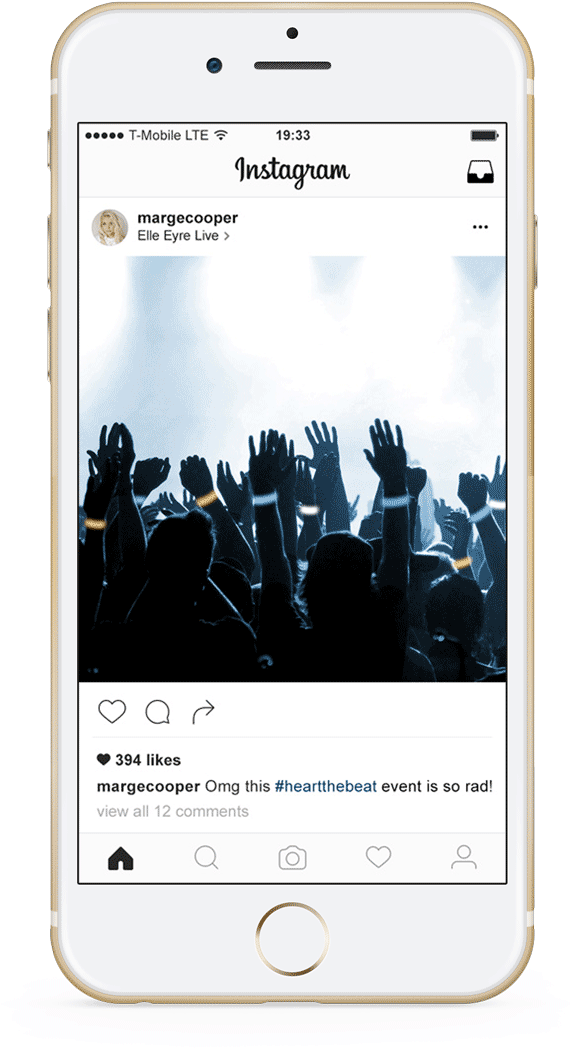 T-Mobile LTE 19:33
Instagram
margecooper
Elle Eyre Live >
394 likes
margecooper Omg this #heartthebeat event is so rad!
view all 12 comments